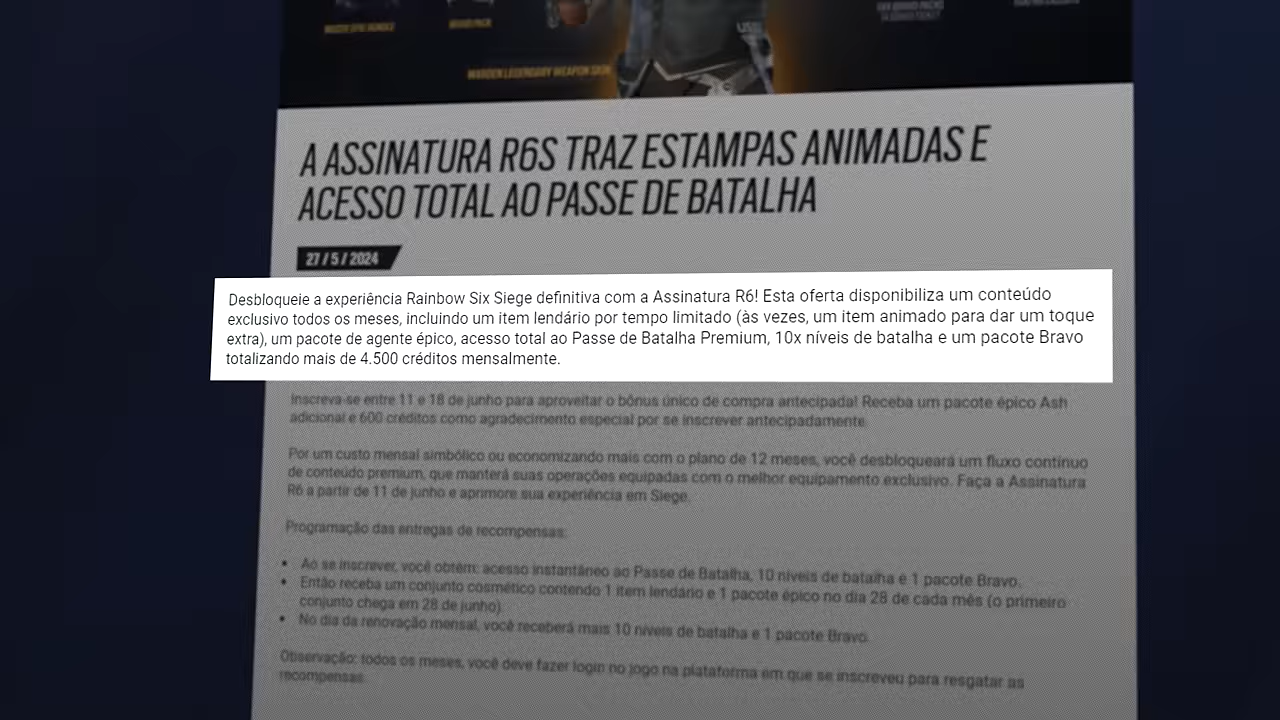 WARDEN LEGENDARY WEAPON SKIN
A ASSINATURA R6S TRAZ ESTAMPAS ANIMADAS E
ACESSO TOTAL AO PASSE DE BATALHA
27 / 5 / 2024
Desbloqueie a experiência Rainbow Six Siege definitiva com a Assinatura R6! Esta oferta disponibiliza um conteúdo
exclusivo todos os meses, incluindo um item lendário por tempo limitado (às vezes, um item animado para dar um toque
extra), um pacote de agente épico, acesso total ao Passe de Batalha Premium, 10x níveis de batalha e um pacote Bravo
totalizando mais de 4.500 créditos mensalmente.
Inscreva-se entre 11 e 18 de junho para aproveitar o bônus único de compra antecipada! Receba um pacote épico Ash
adicional e 600 créditos como agradecimento especial por se inscrever antecipadamente.
Por um custo mensal simbólico ou economizando mais com o plano de 12 meses, você desbloqueará um fluxo contínuo
de conteúdo premium, que manterá suas operações equipadas com o melhor equipamento exclusivo. Faça a Assinatura
R6 a partir de 11 de junho e aprimore sua experiência em Siege.
Programação das entregas de recompensas:
• Ao se inscrever, você obtém: acesso instantâneo ao Passe de Batalha, 10 níveis de batalha e 1 pacote Bravo.
• Então receba um conjunto cosmético contendo 1 item lendário e 1 pacote épico no dia 28 de cada mês (o primeiro
conjunto chega em 28 de junho).
• No dia da renovação mensal, você receberá mais 10 níveis de batalha e 1 pacote Bravo.
Observação: todos os meses, você deve fazer login no jogo na plataforma em que se inscreveu para resgatar as
recompensas.